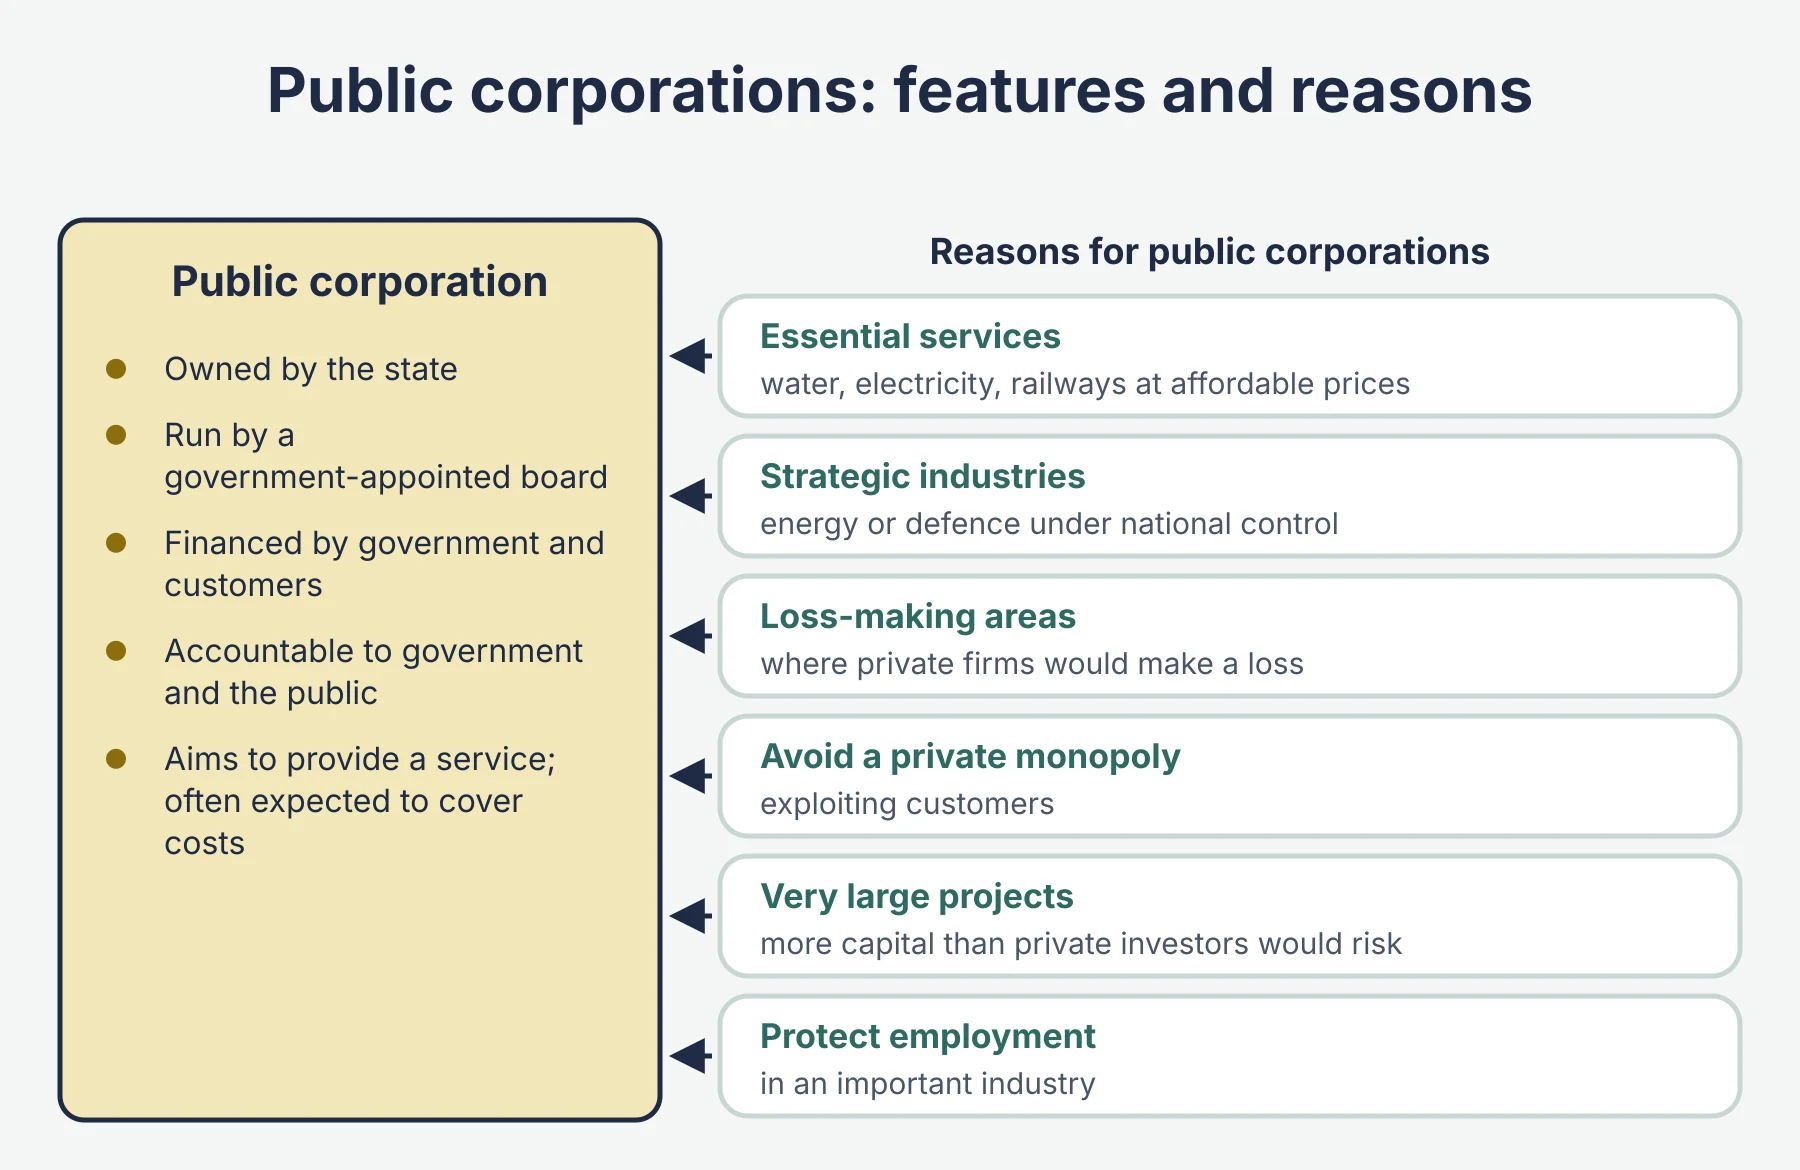 Public corporations: features and reasons
Public corporation
Owned by the state
Run by a
government-appointed board
Financed by government and
customers
Accountable to government
and the public
Aims to provide a service;
often expected to cover
costs
Reasons for public corporations
Essential services
water, electricity, railways at affordable prices
Strategic industries
energy or defence under national control
Loss-making areas
where private firms would make a loss
Avoid a private monopoly
exploiting customers
Very large projects
more capital than private investors would risk
Protect employment
in an important industry